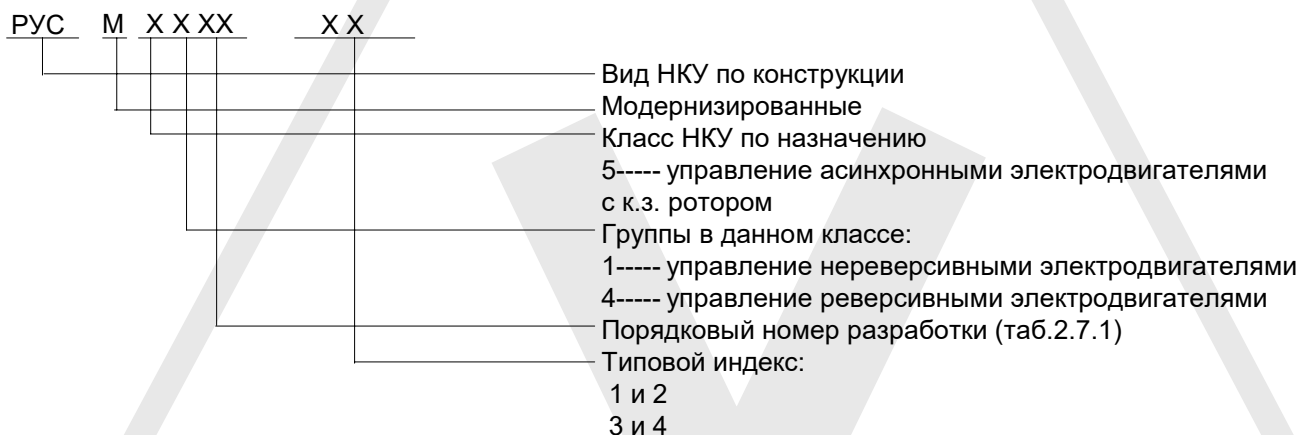 РУС М Х Х ХХ Х Х
Вид НКУ по конструкции
Модернизированные
Класс НКУ по назначению
5----- управление асинхронными электродвигателями
с к.з. ротором
Группы в данном классе:
1----- управление нереверсивными электродвигателями
4----- управление реверсивными электродвигателями
Порядковый номер разработки (таб.2.7.1)
Типовой индекс:
1 и 2
3 и 4